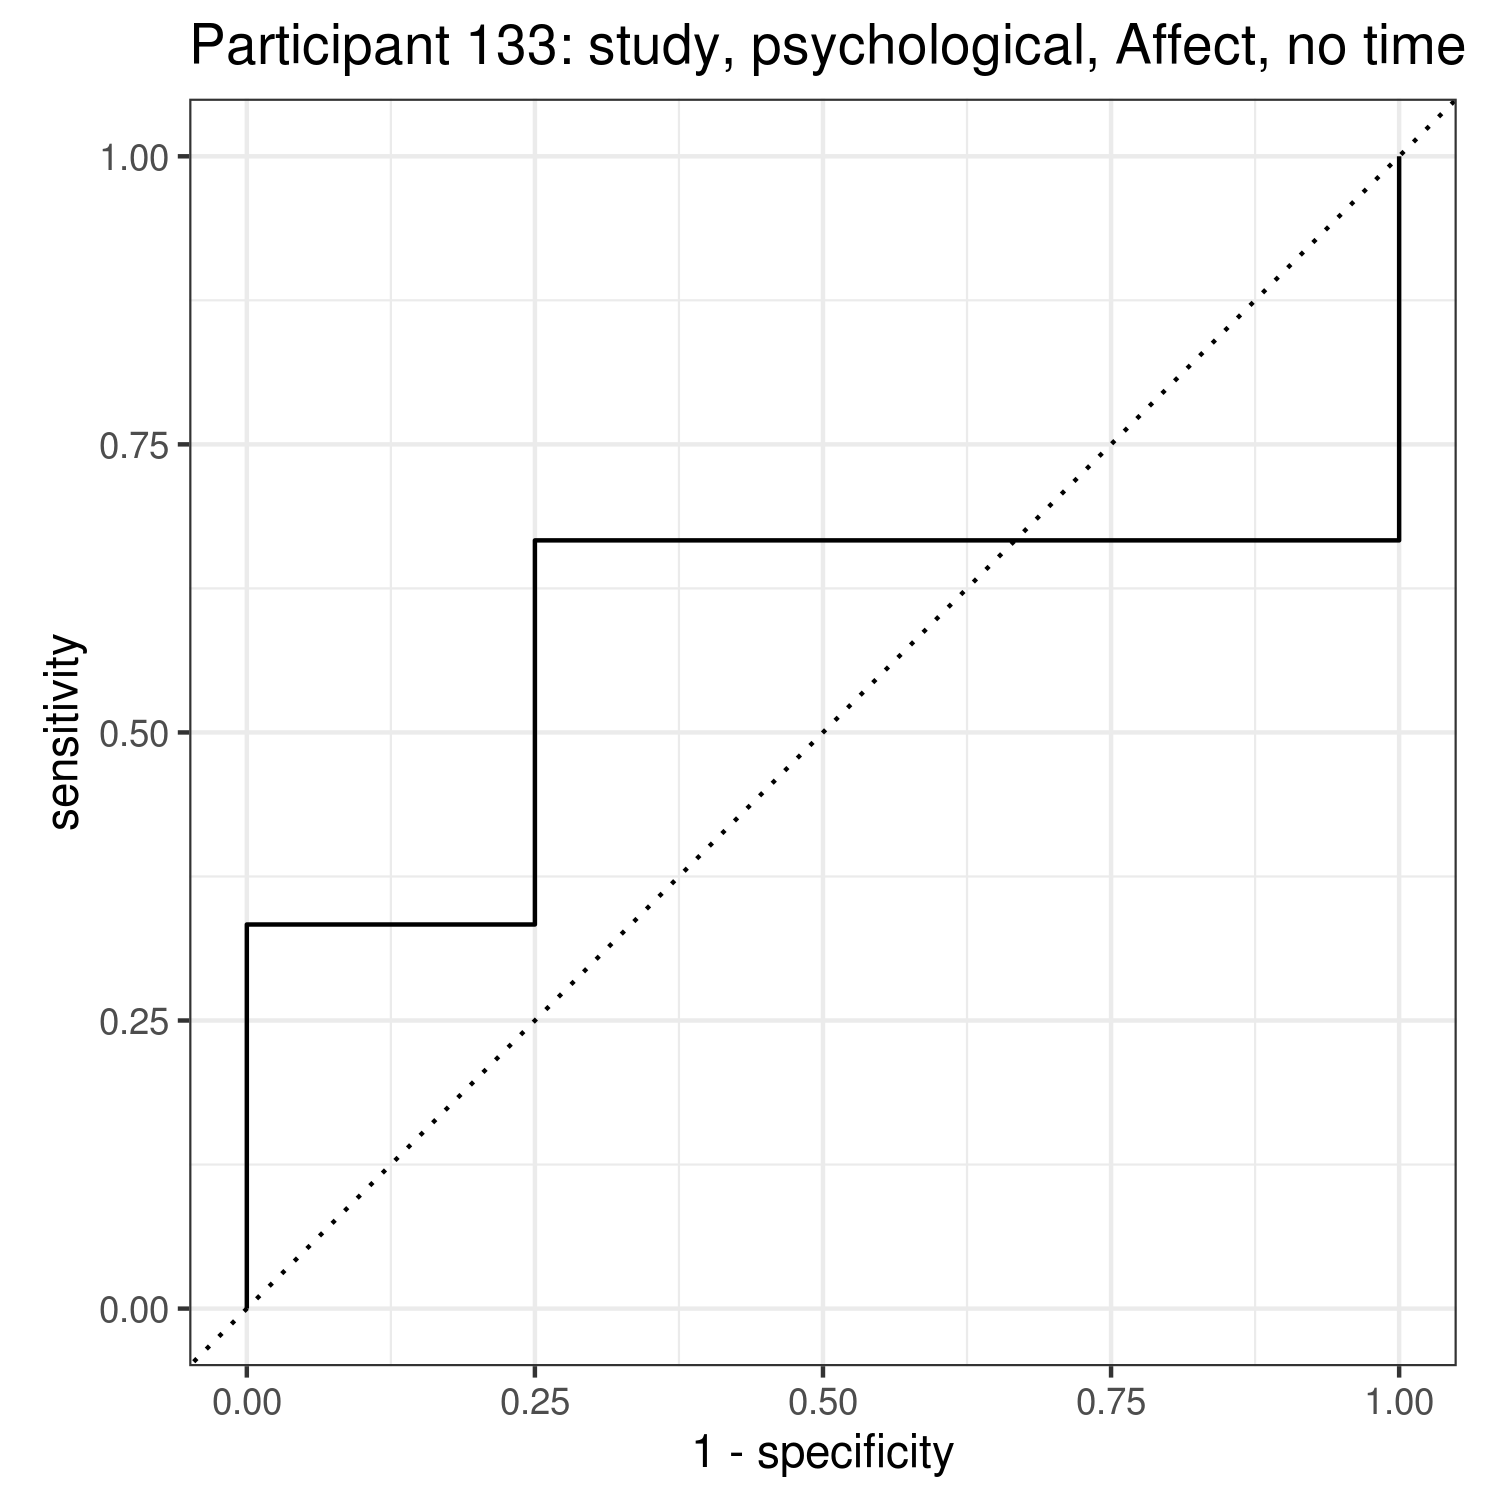 Participant 133: study, psychological, Affect, no time
1.00
0.75
0.50
0.25
0.00
sensitivity
0.00 0.25 0.50 0.75 1.00
1 - specificity